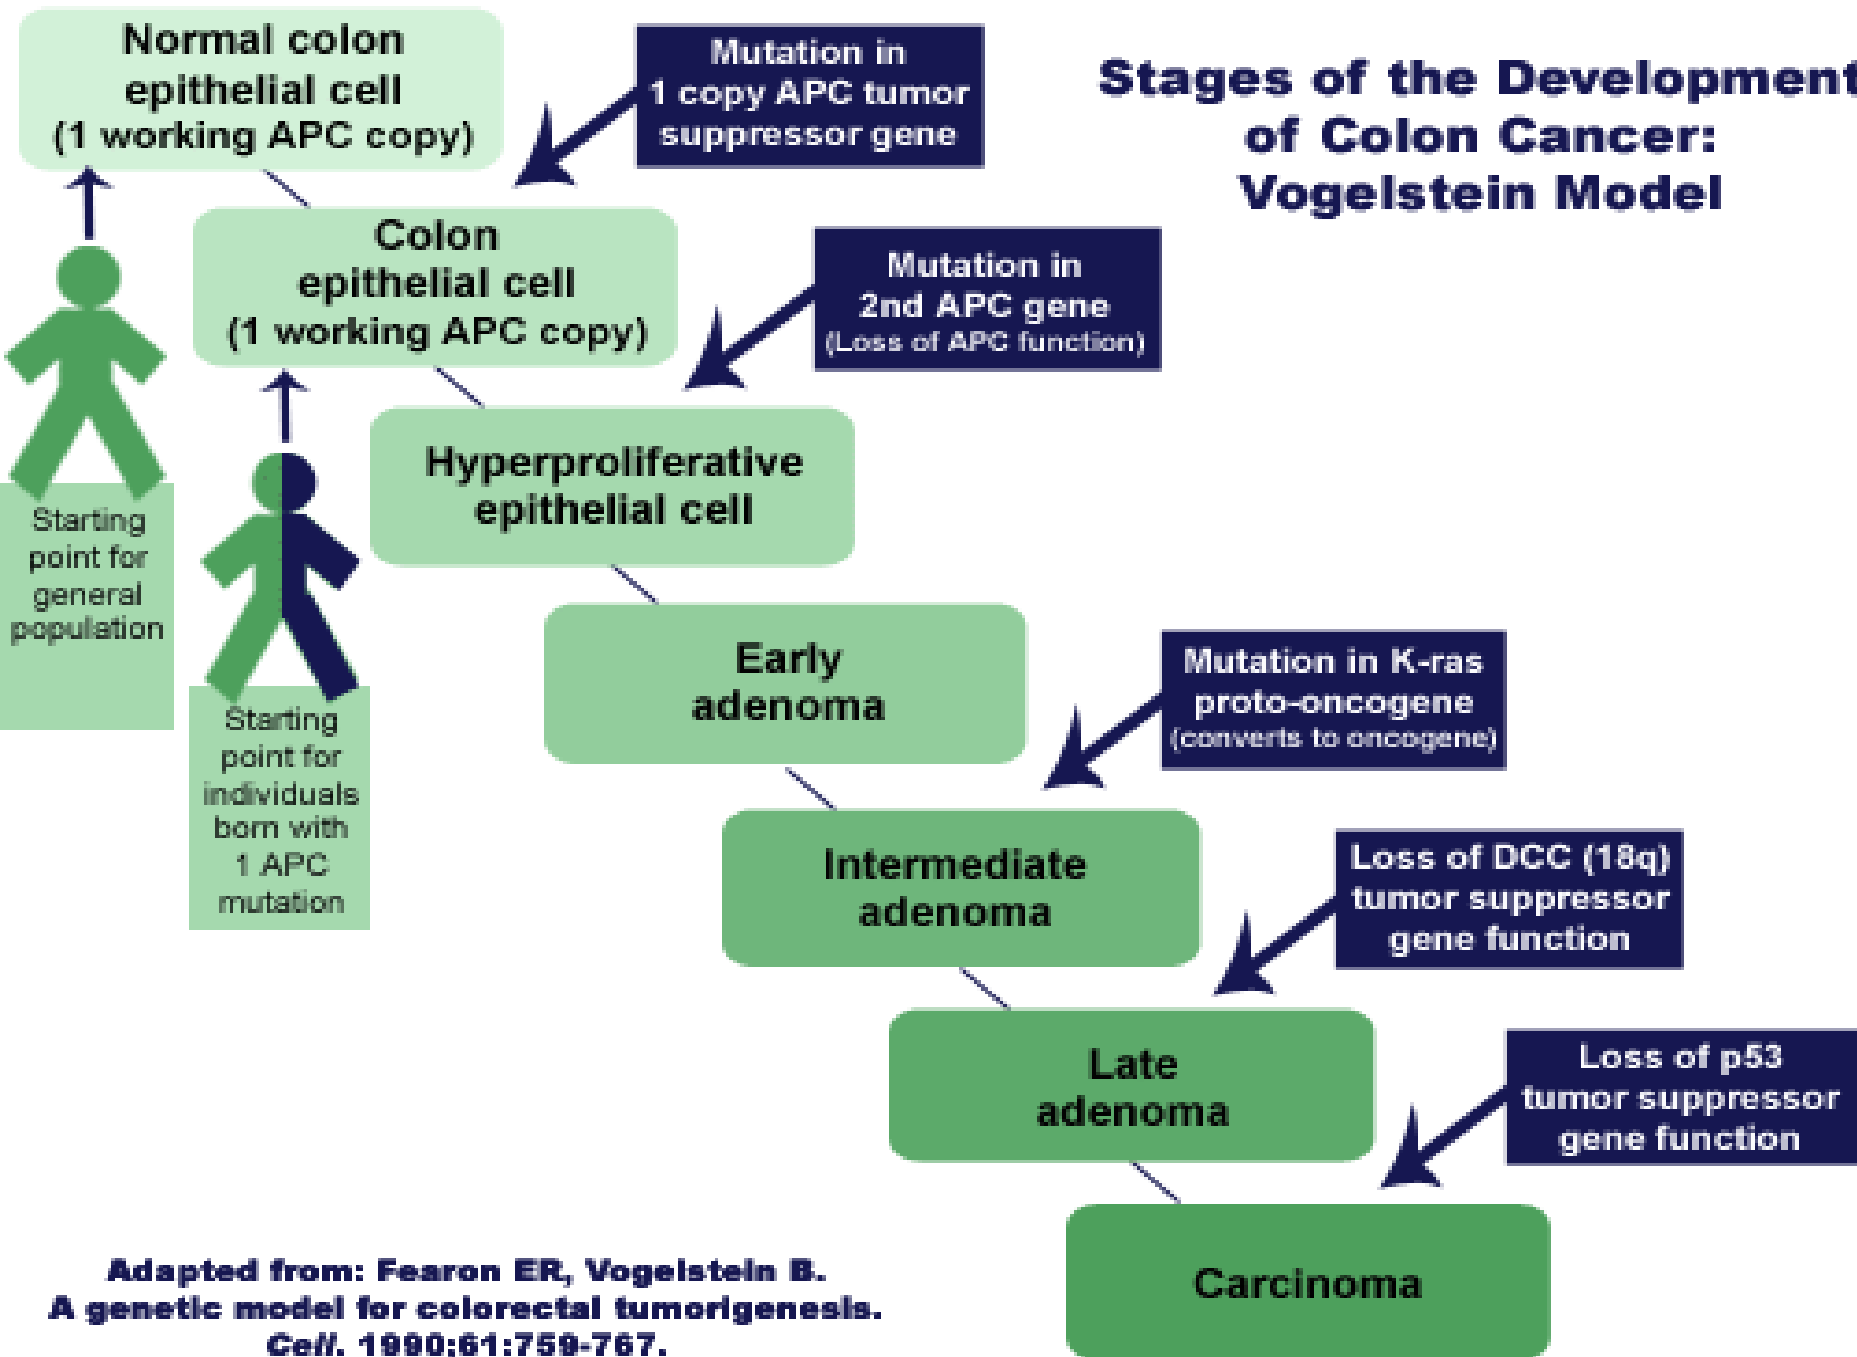 Normal colon
epithelial cell
(1 working APC copy)
Mutation in
1 copy APC tumor
suppressor gene
Stages of the Development
of Colon Cancer:
Vogelstein Model
Colon
epithelial cell
(1 working APC copy)
Mutation in
2nd APC gene
(Loss of APC function)
Hyperproliferative
epithelial cell
Starting
point for
general
population
Early
adenoma
Mutation in K-ras
proto-oncogene
(converts to oncogene)
Starting
point for
individuals
born with
1 APC
mutation
Intermediate
adenoma
Loss of DCC (18q)
tumor suppressor
gene function
Late
adenoma
Loss of p53
tumor suppressor
gene function
Carcinoma
Adapted from: Fearon ER, Vogelstein B.
A genetic model for colorectal tumorigenesis.
Cell. 1990;61:759-767.